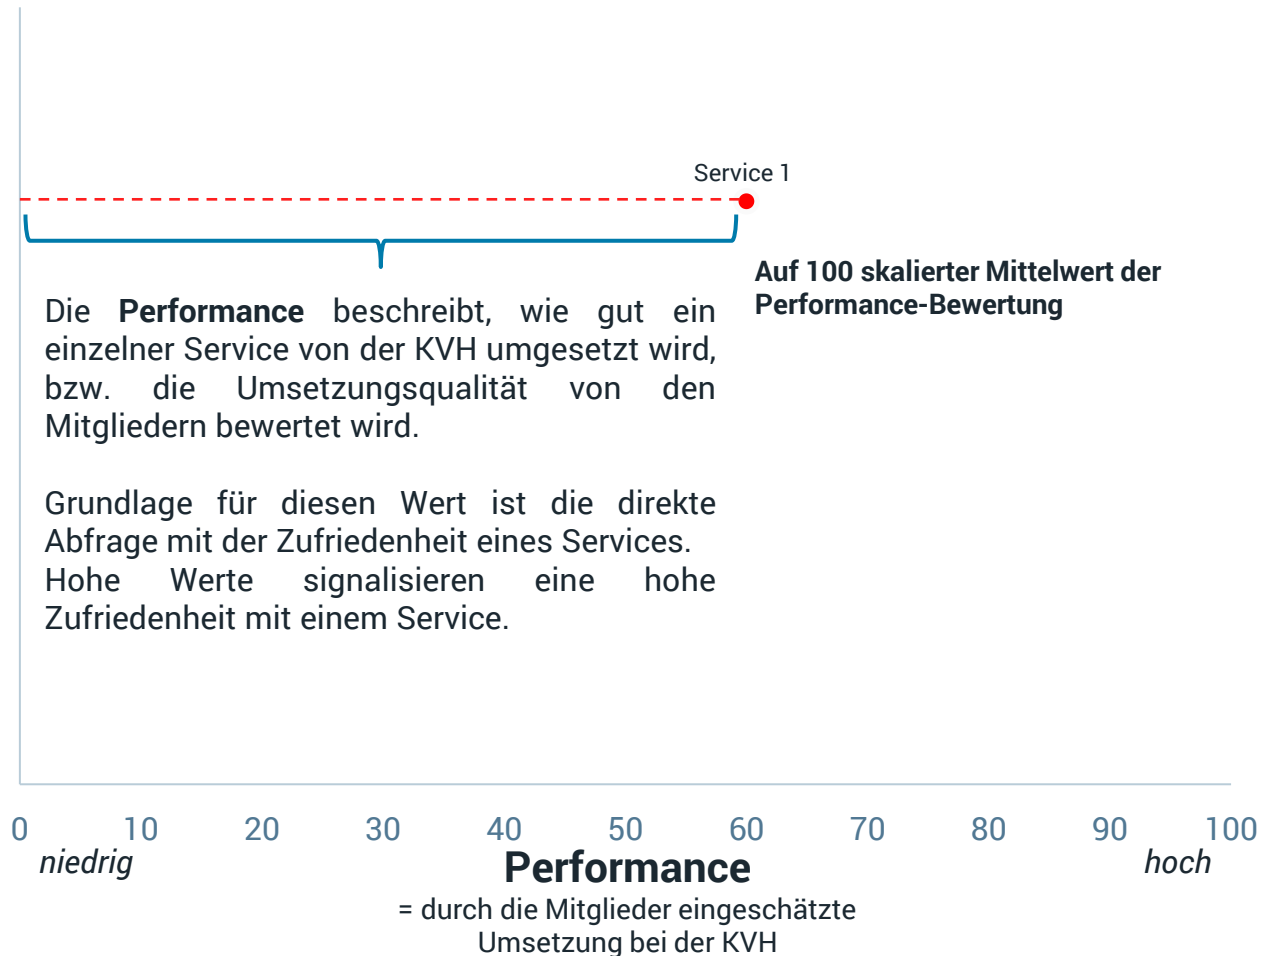 Service 1
Auf 100 skalierter Mittelwert der
Performance-Bewertung
Die Performance beschreibt, wie gut ein
einzelner Service von der KVH umgesetzt wird,
bzw. die Umsetzungsqualität von den
Mitgliedern bewertet wird.
Grundlage für diesen Wert ist die direkte
Abfrage mit der Zufriedenheit eines Services.
Hohe Werte signalisieren eine hohe
Zufriedenheit mit einem Service.
0 10 20 30 40 50 60 70 80 90 100
niedrig Performance hoch
= durch die Mitglieder eingeschätzte
Umsetzung bei der KVH